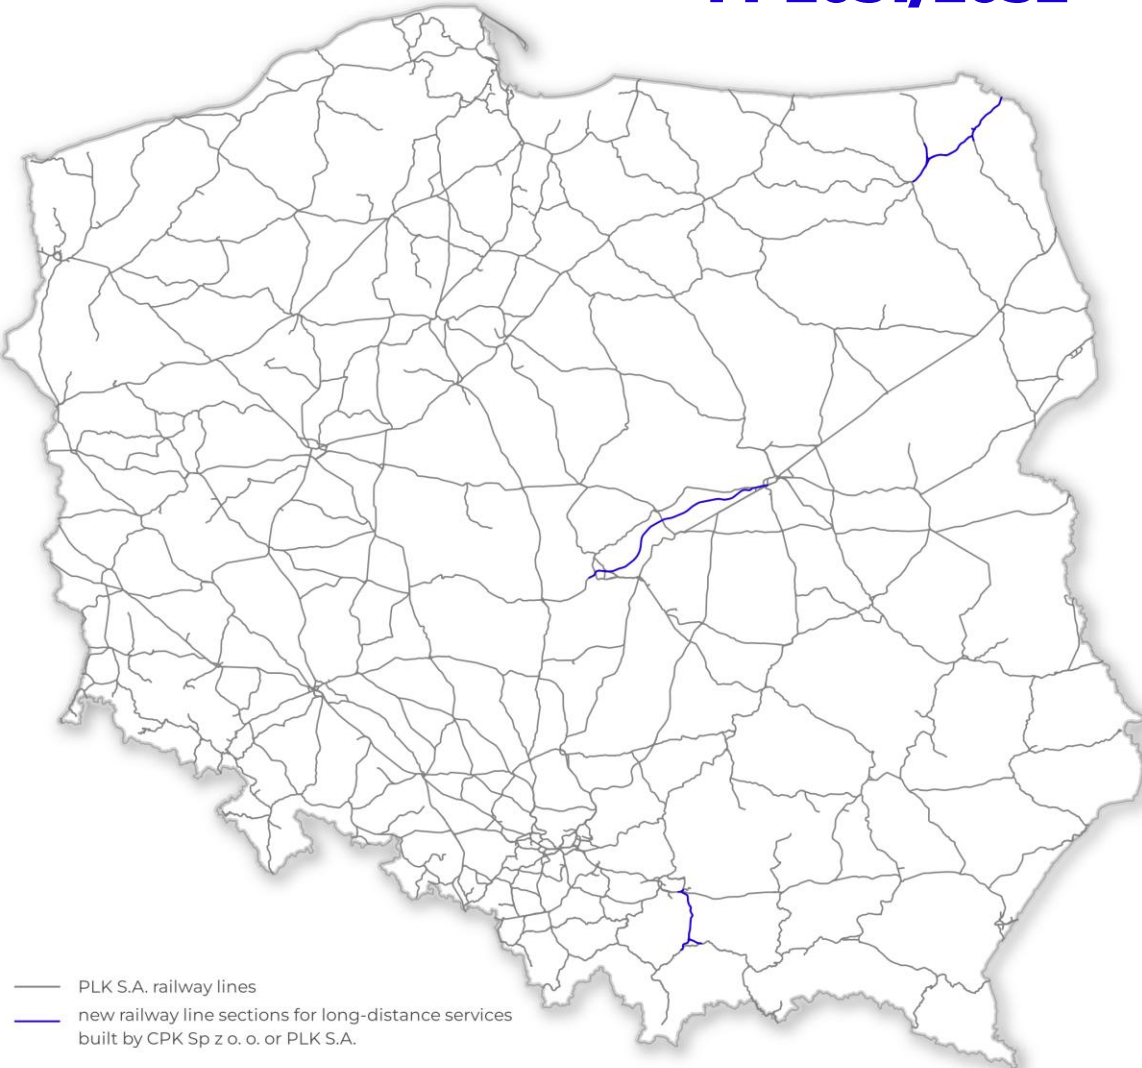 PLK S.A. railway lines
new railway line sections for long-distance services
built by CPK Sp z o. o. or PLK S.A.